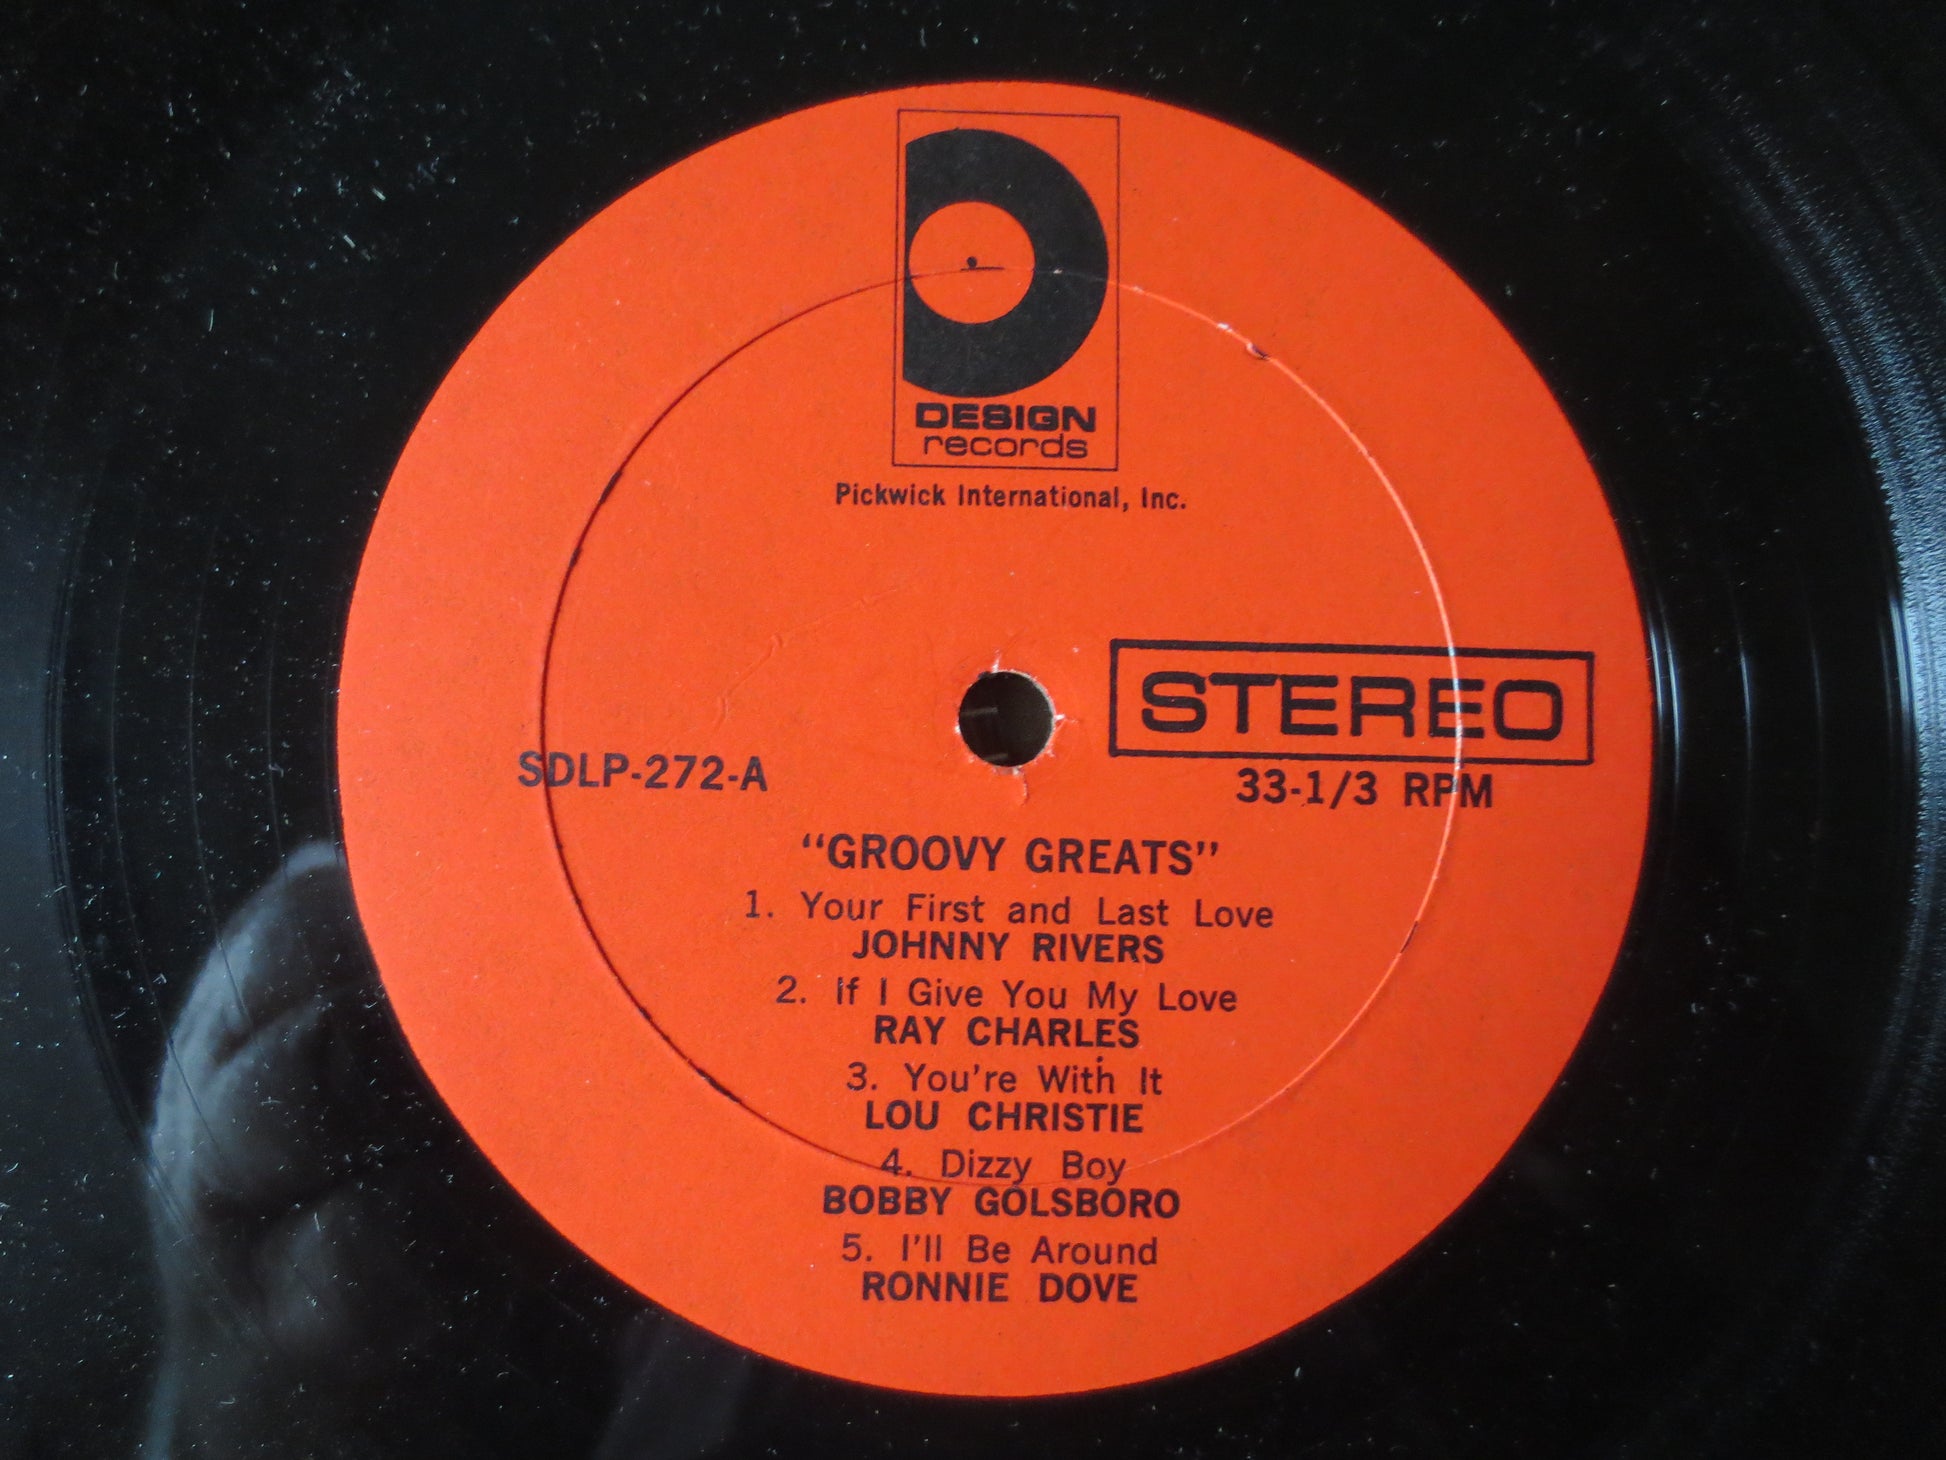 DESIGN
records
Pickwick International, Inc.
STEREO
SDLP-272-A
33-1/3 RPM
"GROOVY GREATS"
1. Your First and Last Love
JOHNNY RIVERS
2. If I Give You My Love
RAY CHARLES
3. You're With It
LOU CHRISTIE
4. Dizzy Boy
BOBBY GOLSBORO
5. I'll Be Around
RONNIE DOVE